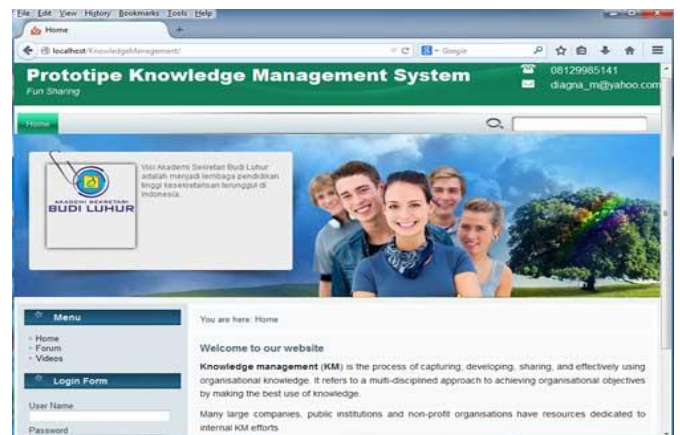 File Edit View History Bookmarks Tools Help
Home
localhost/KnowledgeManagement/
Google
Prototipe Knowledge Management System
Fun Sharing
08129985141
diagna_m@yahoo.com
Home
Visi Akademi Sekretari Budi Luhur
adalah menjadi lembaga pendidikan
tinggi kesekretarisan terunggul di
Indonesia.
AKADEMI SEKRETARI
BUDI LUHUR
Menu
Home
Forum
Videos
Login Form
User Name
Password
You are here: Home
Welcome to our website
Knowledge management (KM) is the process of capturing, developing, sharing, and effectively using
organisational knowledge. It refers to a multi-disciplined approach to achieving organisational objectives
by making the best use of knowledge.
Many large companies, public institutions and non-profit organisations have resources dedicated to
internal KM efforts